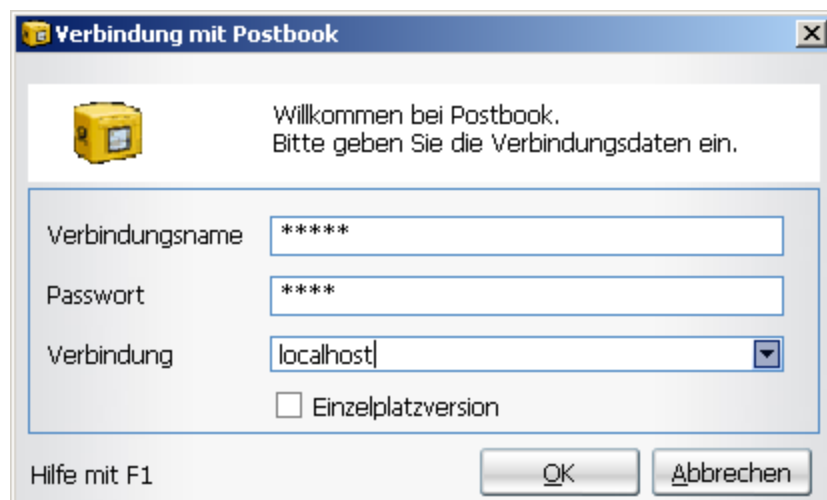 Verbindung mit Postbook
Willkommen bei Postbook.
Bitte geben Sie die Verbindungsdaten ein.
Verbindungsname *****
Passwort ****
Verbindung localhost
Einzelplatzversion
Hilfe mit F1 OK Abbrechen